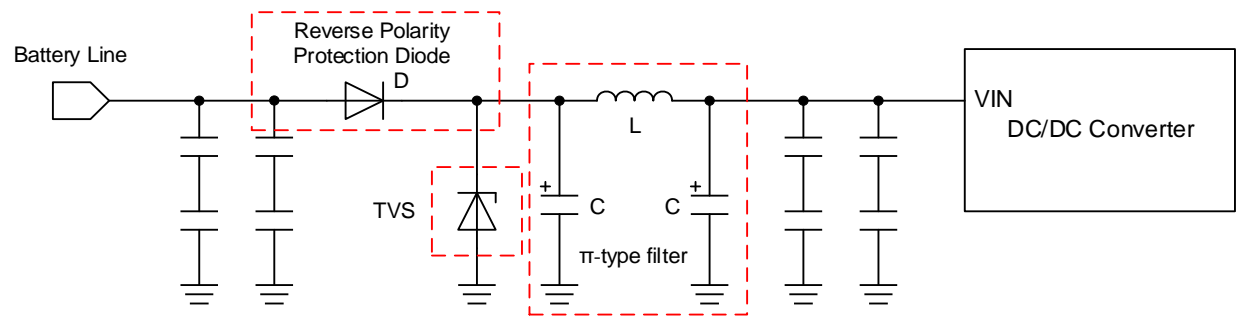 Battery Line
Reverse Polarity
Protection Diode
D
L
VIN
DC/DC Converter
TVS
+
C
+
C
π-type filter